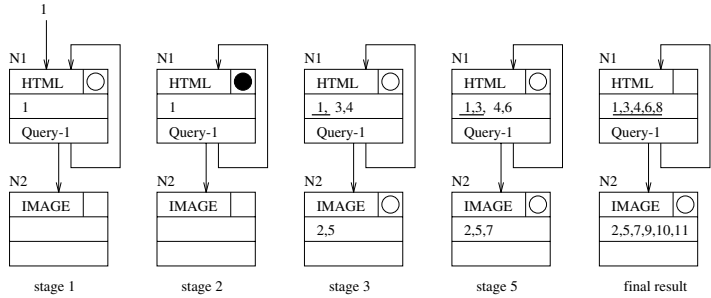 1
N1 N1 N1 N1 N1
HTML HTML HTML HTML HTML
1 1 1, 3,4 1,3, 4,6 1,3,4,6,8
Query-1 Query-1 Query-1 Query-1 Query-1
N2 N2 N2 N2 N2
IMAGE IMAGE IMAGE IMAGE IMAGE
2,5 2,5,7 2,5,7,9,10,11
stage 1 stage 2 stage 3 stage 5 final result